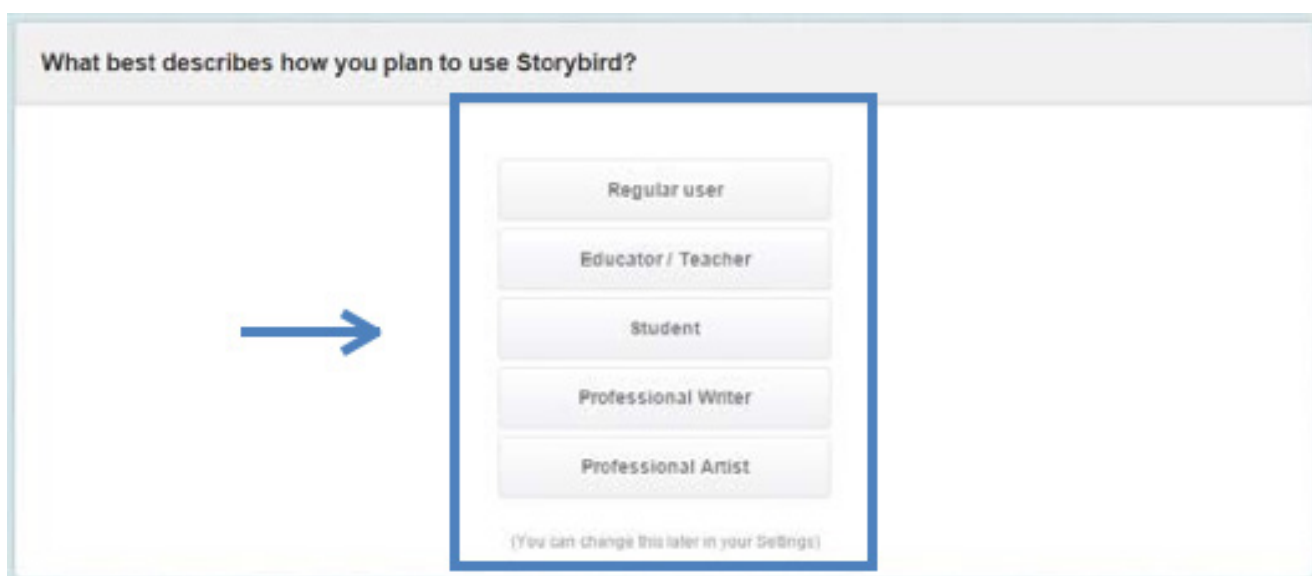 What best describes how you plan to use Storybird?
Regular user
Educator / Teacher
Student
Professional Writer
Professional Artist
(You can change this later in your Settings)